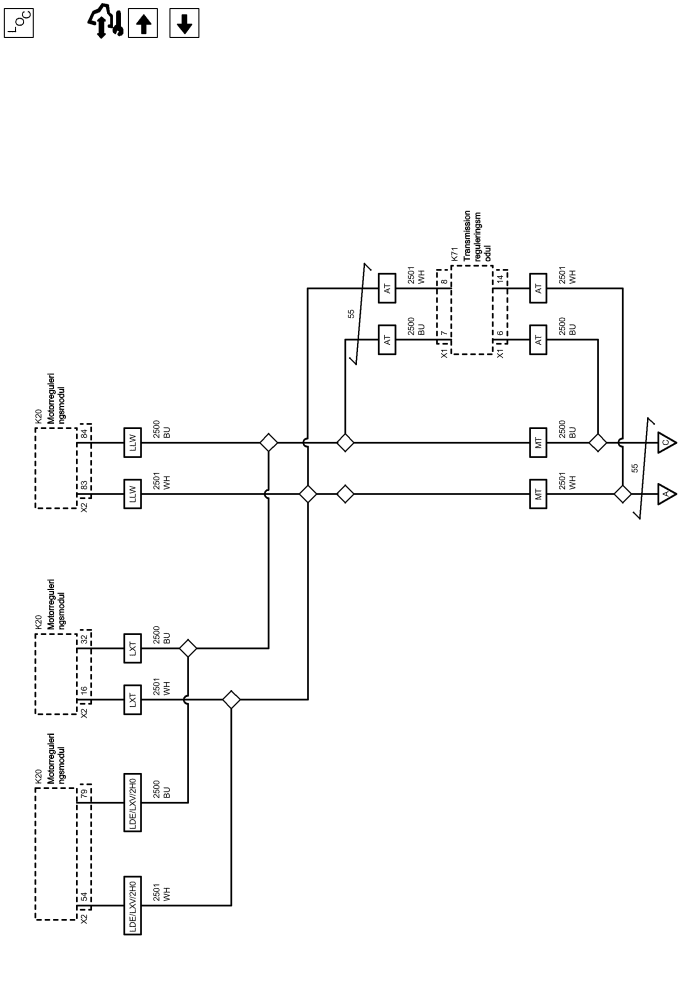 LOC
K71
Transmission
reguleringsm
odul
2501
WH
AT
8
14
AT
2501
WH
55
2500
BU
AT
7
X1
6
X1
AT
2500
BU
K20
Motorreguleri
ngsmodul
84
LLW
2500
BU
MT
2500
BU
C
83
X2
LLW
2501
WH
MT
2501
WH
55
A
K20
Motorreguleri
ngsmodul
32
LXT
2500
BU
16
X2
LXT
2501
WH
K20
Motorreguleri
ngsmodul
79
LDE/LXV/2H0
2500
BU
54
X2
LDE/LXV/2H0
2501
WH